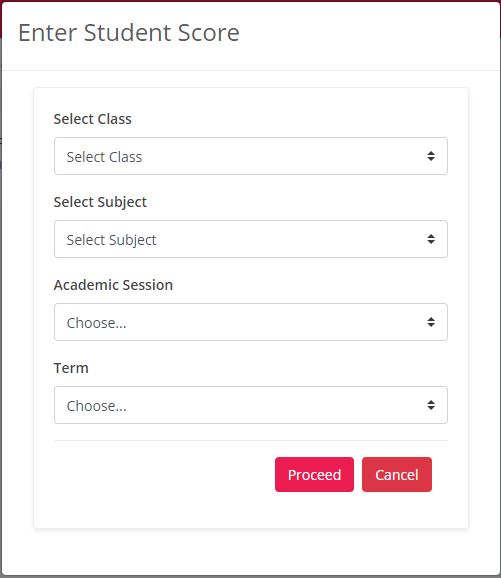 Enter Student Score
Select Class
Select Class
Select Subject
Select Subject
Academic Session
Choose...
Term
Choose...
Proceed Cancel